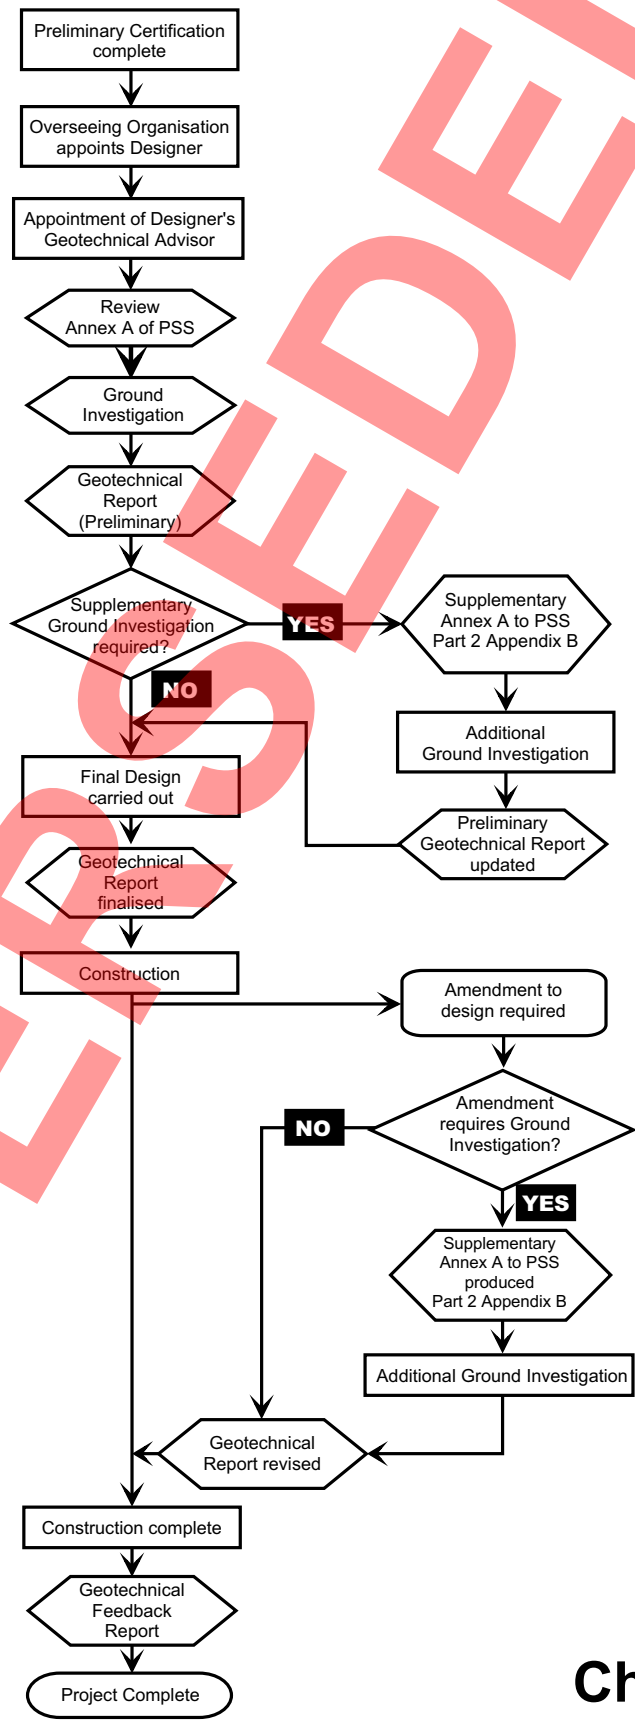 Preliminary Certification
complete
Overseeing Organisation
appoints Designer
Appointment of Designer's
Geotechnical Advisor
Review
Annex A of PSS
Ground
Investigation
Geotechnical
Report
(Preliminary)
Supplementary
Ground Investigation
required?
YES
Supplementary
Annex A to PSS
Part 2 Appendix B
NO
Additional
Ground Investigation
Final Design
carried out
Preliminary
Geotechnical Report
updated
Geotechnical
Report
finalised
Construction
Amendment to
design required
Amendment
requires Ground
Investigation?
NO
YES
Supplementary
Annex A to PSS
produced
Part 2 Appendix B
Additional Ground Investigation
Geotechnical
Report revised
Construction complete
Geotechnical
Feedback
Report
Project Complete
Ch
ERSEDE